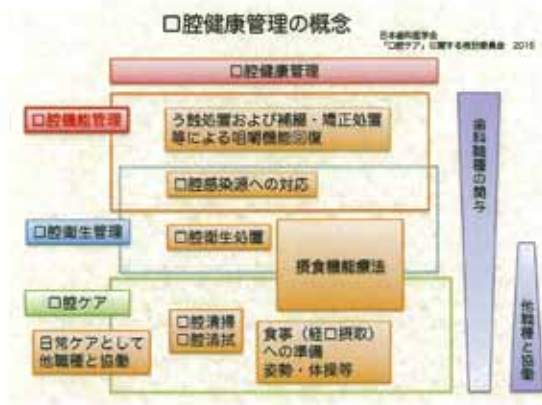 口腔健康管理の概念
日本歯科医学会
「口腔ケア」に関する検討委員会 2015
口腔健康管理
口腔機能管理
う蝕処置および補綴・矯正処置
等による咀嚼機能回復
口腔感染源への対応
口腔衛生管理
口腔衛生処置
摂食機能療法
口腔ケア
日常ケアとして
他職種と協働
口腔清掃
口腔清拭
食事（経口摂取）
への準備
姿勢・体操等
歯科職種の関与
他職種と協働